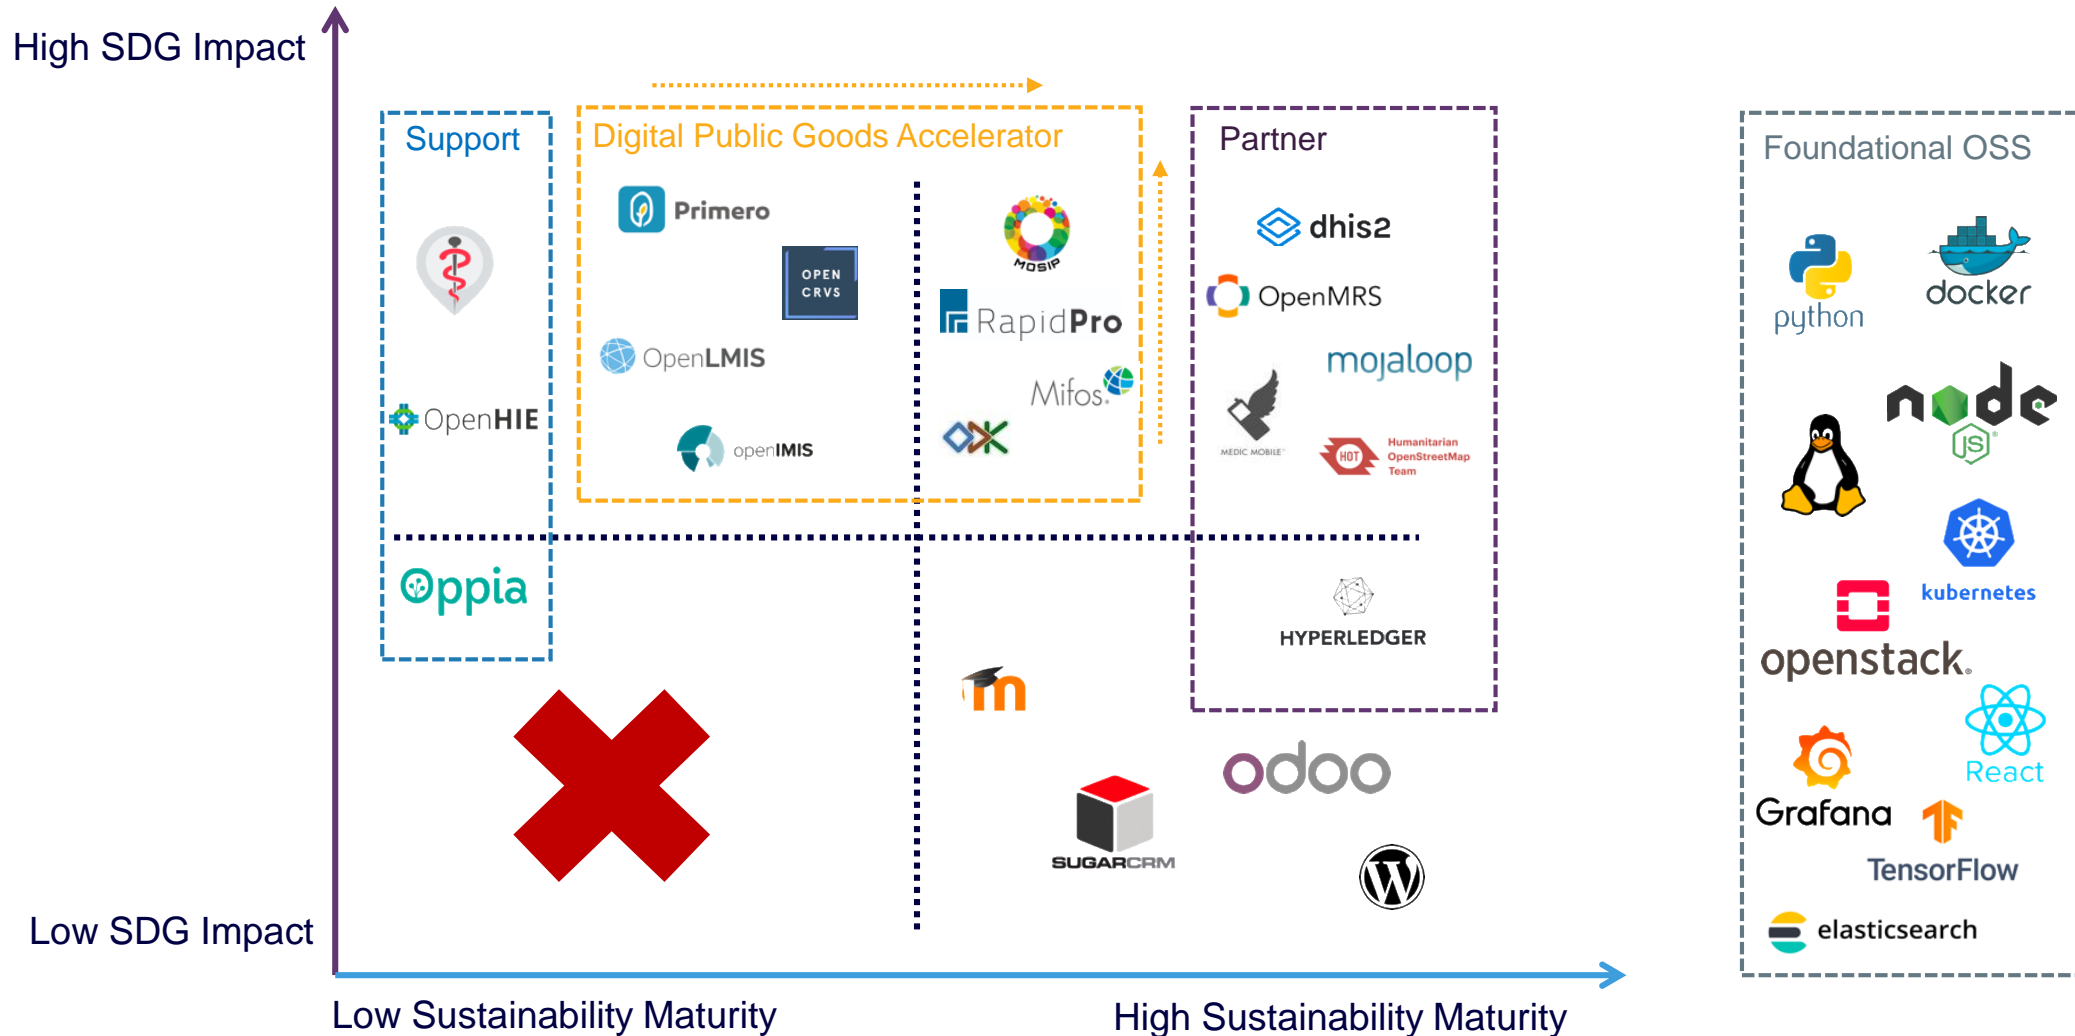 High SDG Impact
Support
Digital Public Goods Accelerator
Partner
Foundational OSS
Primero
OPEN
CRVS
OpenLMIS
openIMIS
OpenHIE
Oppia
MOSIP
RapidPro
Mifos
ODK
dhis2
OpenMRS
mojaloop
MEDIC MOBILE
HOT
Humanitarian
OpenStreetMap
Team
HYPERLEDGER
m
odoo
SUGARCRM
W
python
docker
node
JS
kubernetes
openstack.
React
Grafana
TensorFlow
elasticsearch
Low SDG Impact
Low Sustainability Maturity
High Sustainability Maturity